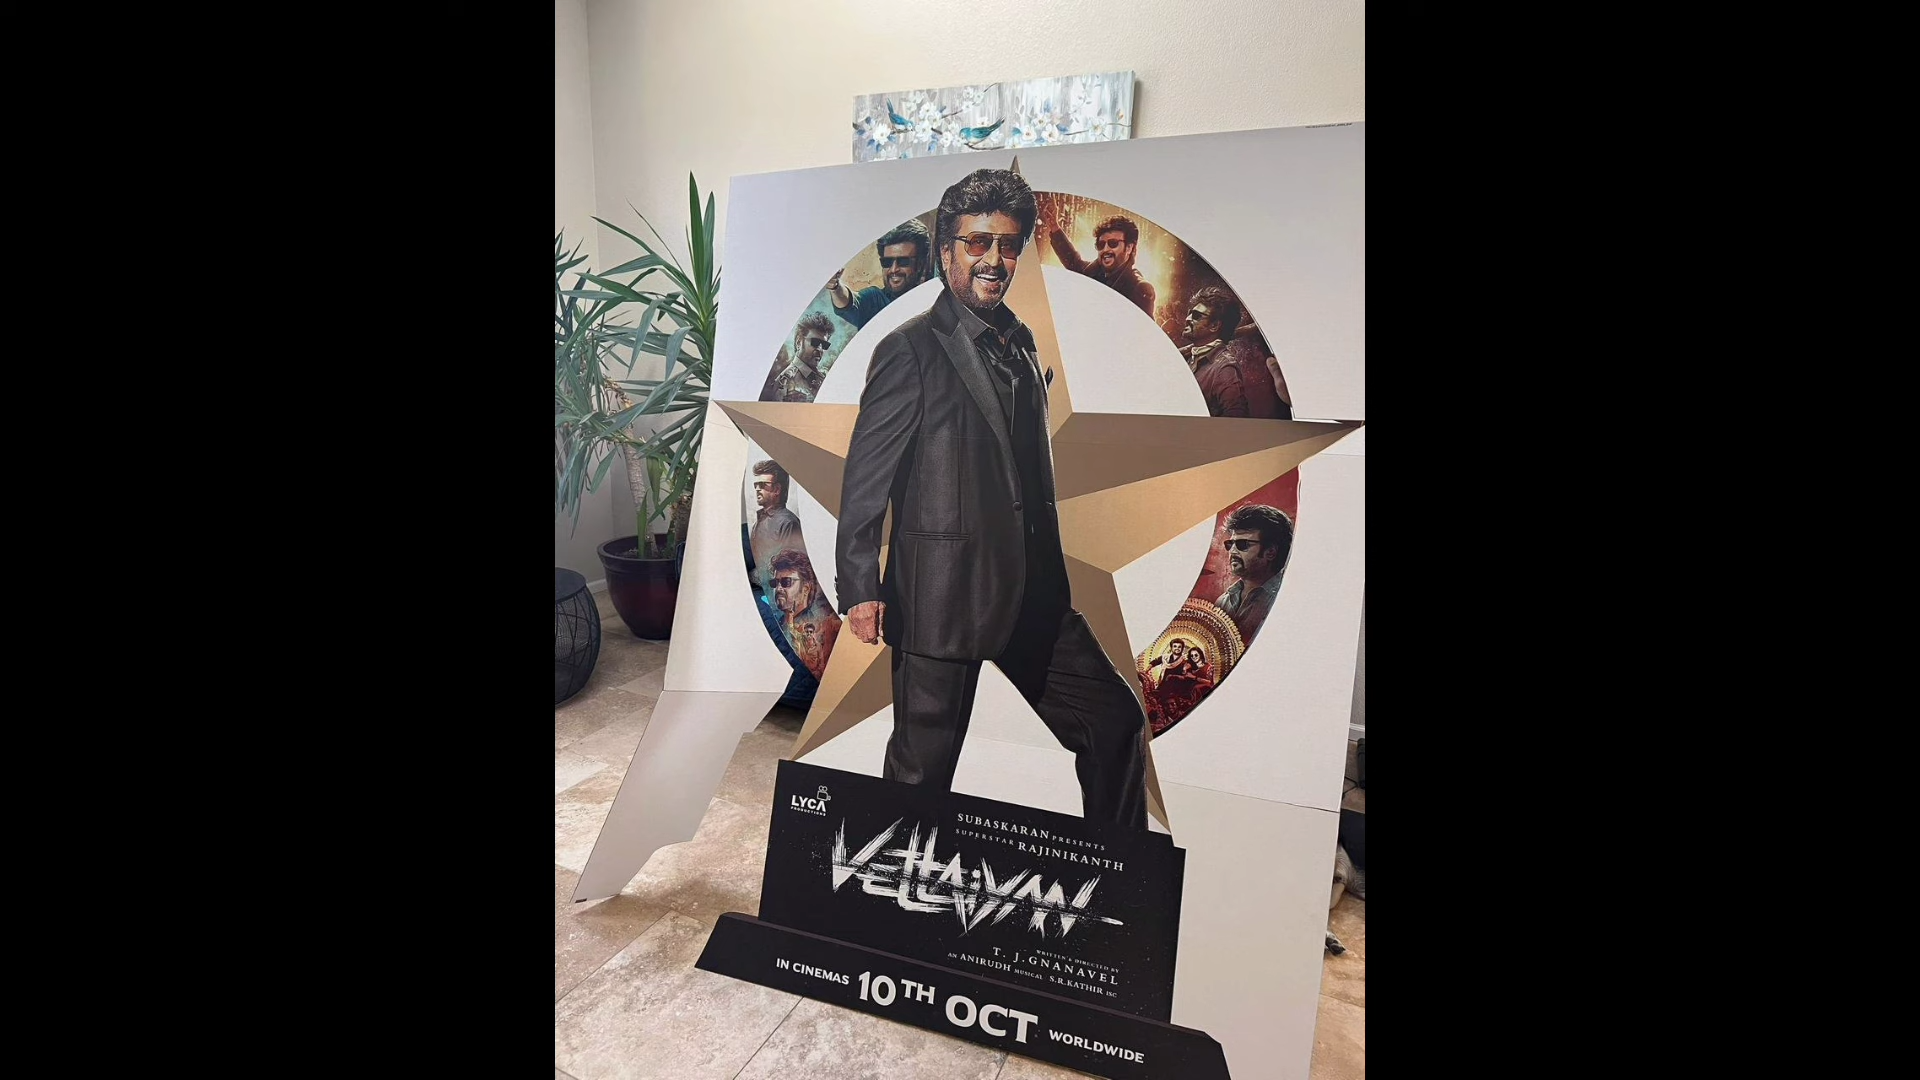 LYCA
PRODUCTIONS
SUBASKARAN PRESENTS
SUPERSTAR RAJINIKANTH
VETTAIYAN
WRITTEN & DIRECTED BY
T. J.GNANAVEL
AN ANIRUDH MUSICAL S.R.KATHIR ISC
IN CINEMAS 10TH OCT WORLDWIDE